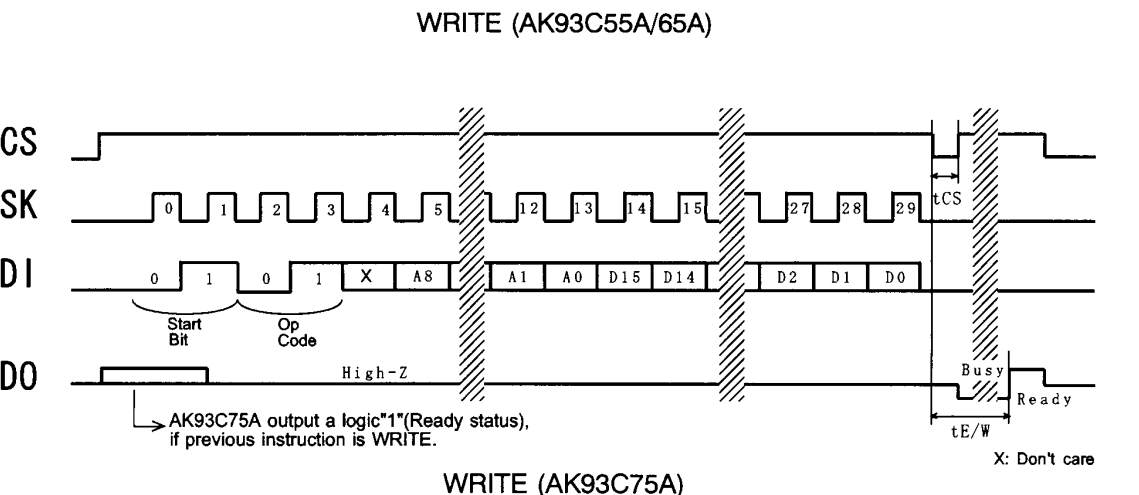 WRITE (AK93C55A/65A)
CS
tCS
SK 0 1 2 3 4 5 12 13 14 15 27 28 29
DI 0 1 0 1 X A8 A1 A0 D15 D14 D2 D1 D0
Start
Bit
Op
Code
DO High-Z Busy Ready
AK93C75A output a logic"1"(Ready status),
if previous instruction is WRITE.
tE/W
X: Don't care
WRITE (AK93C75A)